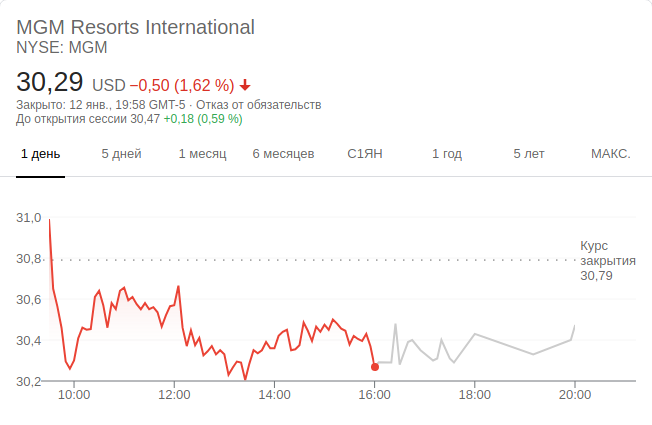 MGM Resorts International
NYSE: MGM
30,29 USD −0,50 (1,62 %)
Закрыто: 12 янв., 19:58 GMT-5 · Отказ от обязательств
До открытия сессии 30,47 +0,18 (0,59 %)
1 день 5 дней 1 месяц 6 месяцев С1ЯН 1 год 5 лет МАКС.
31,0
30,8
30,6
30,4
30,2
Курс
закрытия
30,79
10:00 12:00 14:00 16:00 18:00 20:00